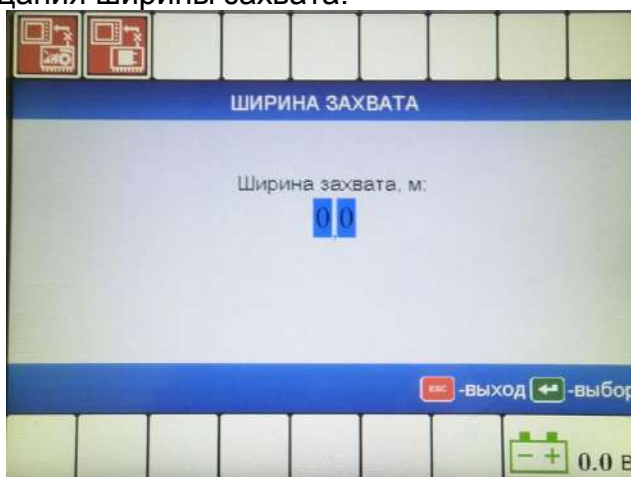 ШИРИНА ЗАХВАТА
Ширина захвата, м:
0,0
ESC -выход -выбор
- + 0.0 В